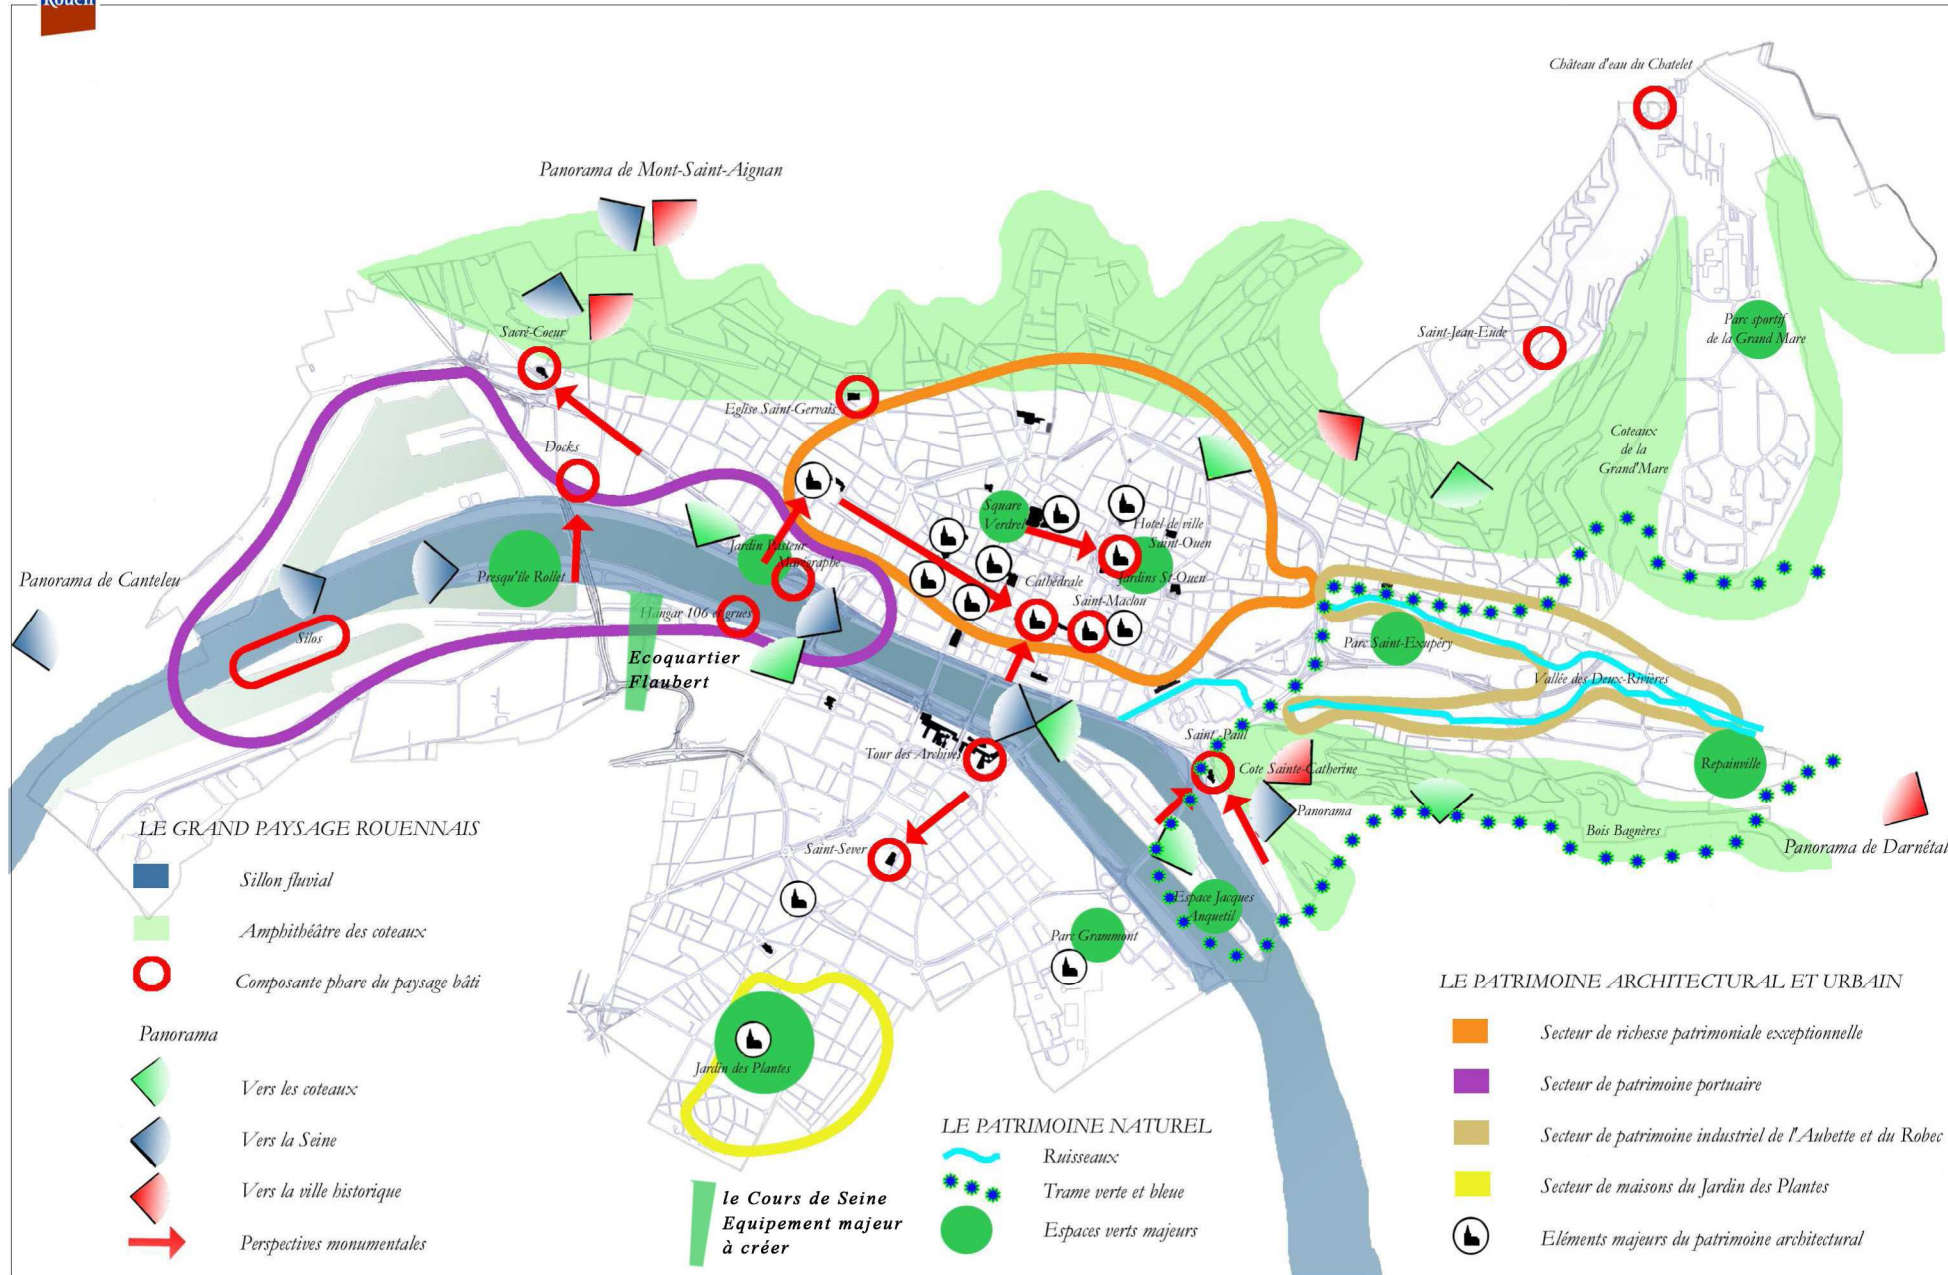 Rouen
Château d'eau du Chatelet
Panorama de Mont-Saint-Aignan
Sacré-Coeur
Saint-Jean-Eude
Parc sportif
de la Grand Mare
Eglise Saint-Gervais
Coteaux
de la
Grand'Mare
Docks
Square
Verdrel
Hotel de ville
Saint-Ouen
Jardin Pasteur
Marégraphe
Panorama de Canteleu
Presqu'île Rollet
Cathédrale
Jardins St-Ouen
Saint-Maclou
Hangar 106 et grues
Silos
Parc Saint-Exupéry
Ecoquartier
Flaubert
Vallée des Deux-Rivières
Tour des Archives
Saint-Paul
Cote Sainte-Catherine
Repainville
Panorama
Bois Bagnères
Panorama de Darnétal
Saint-Sever
Espace Jacques
Anquetil
Parc Grammont
Jardin des Plantes
LE GRAND PAYSAGE ROUENNAIS
Sillon fluvial
Amphithéâtre des coteaux
Composante phare du paysage bâti
Panorama
Vers les coteaux
Vers la Seine
Vers la ville historique
Perspectives monumentales
le Cours de Seine
Equipement majeur
à créer
LE PATRIMOINE NATUREL
Ruisseaux
Trame verte et bleue
Espaces verts majeurs
LE PATRIMOINE ARCHITECTURAL ET URBAIN
Secteur de richesse patrimoniale exceptionnelle
Secteur de patrimoine portuaire
Secteur de patrimoine industriel de l'Aubette et du Robec
Secteur de maisons du Jardin des Plantes
Eléments majeurs du patrimoine architectural